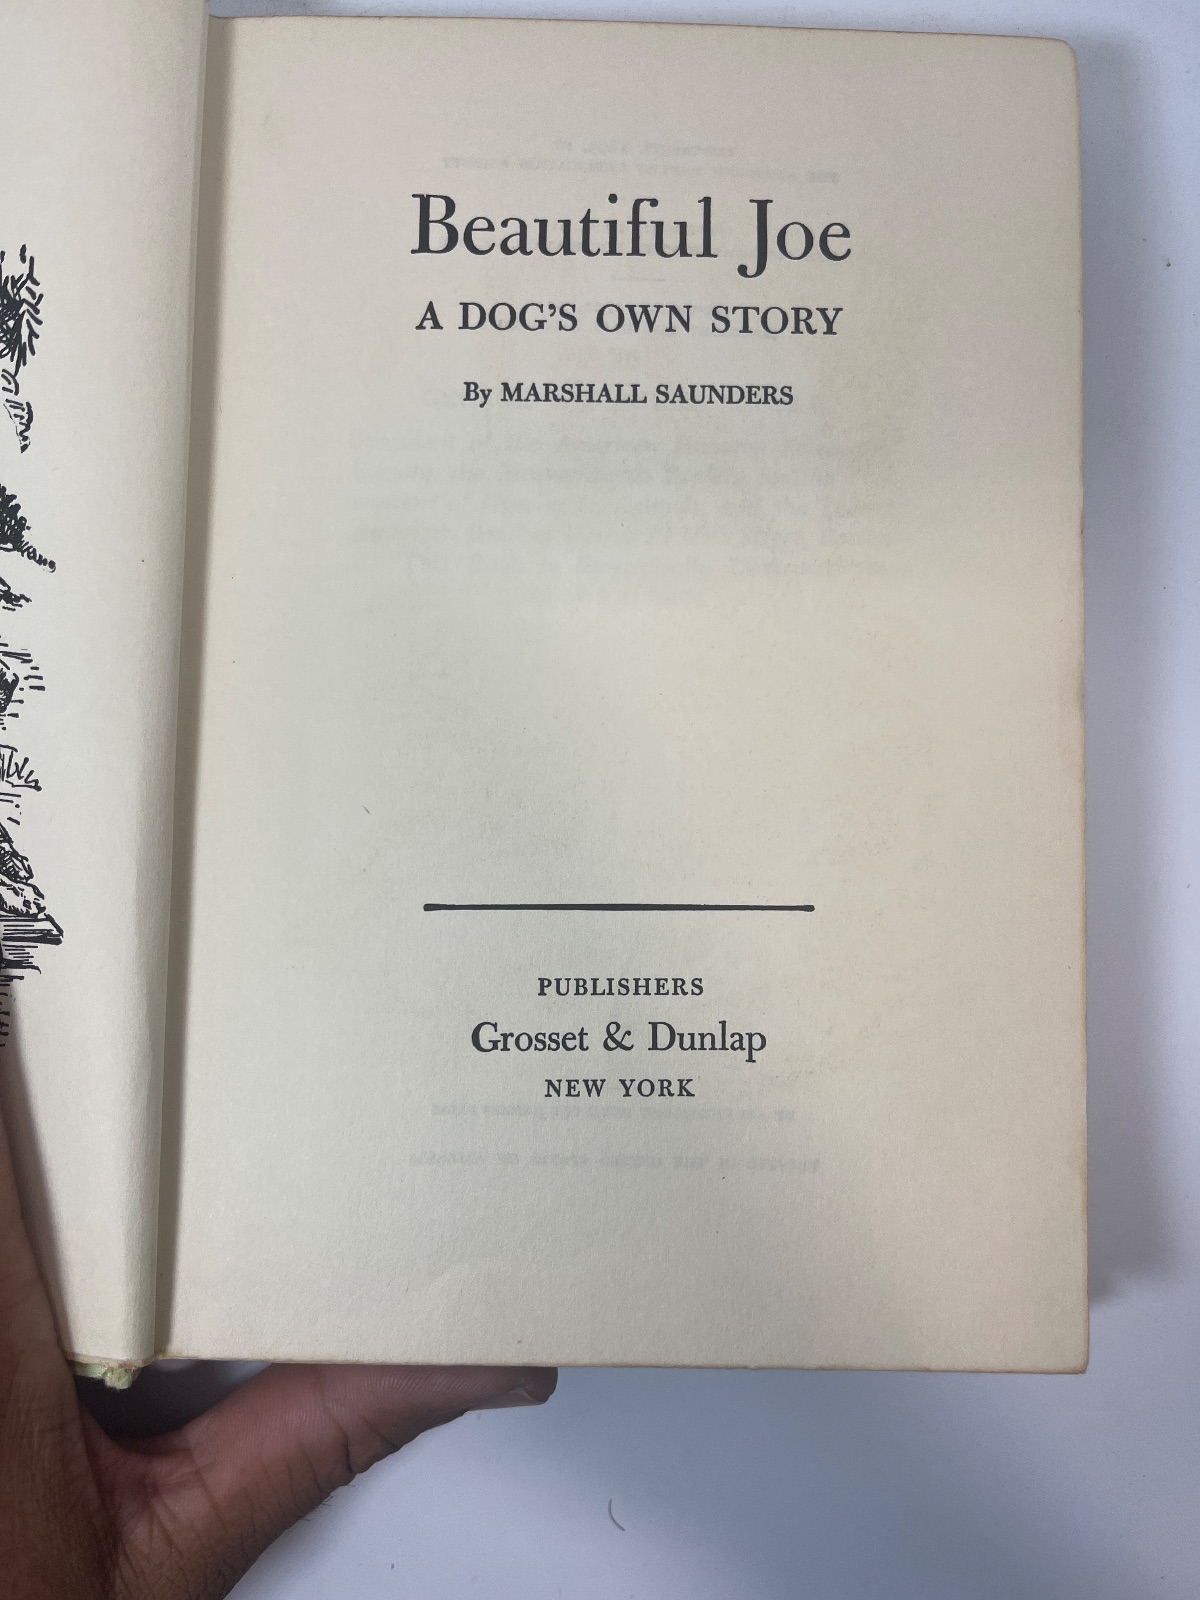 Beautiful Joe
A DOG'S OWN STORY
By MARSHALL SAUNDERS
PUBLISHERS
Grosset & Dunlap
NEW YORK